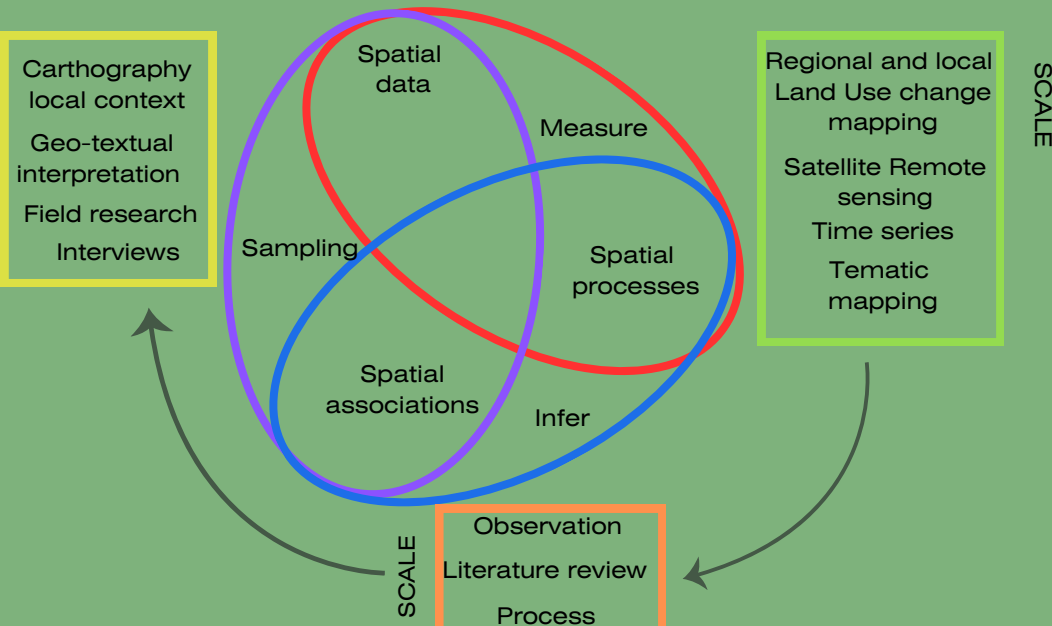 Carthography
local context
Geo-textual
interpretation
Field research
Interviews
Spatial
data
Measure
Sampling
Spatial
processes
Spatial
associations
Infer
Regional and local
Land Use change
mapping
Satellite Remote
sensing
Time series
Tematic
mapping
SCALE
SCALE
Observation
Literature review
Process